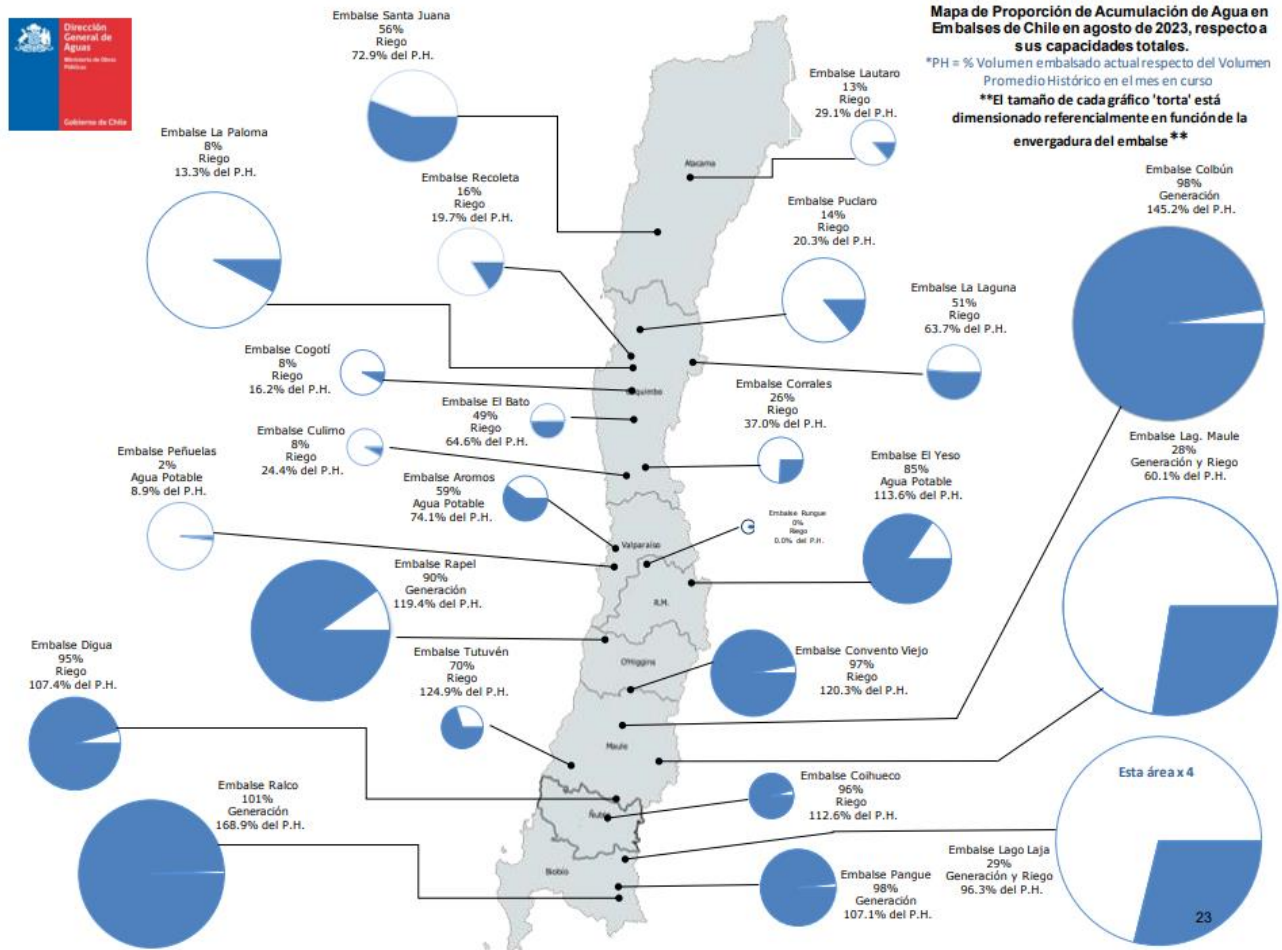 Dirección
General de
Aguas
Ministerio de Obras
Públicas
Gobierno de Chile
Mapa de Proporción de Acumulación de Agua en
Embalses de Chile en agosto de 2023, respecto a
sus capacidades totales.
*PH = % Volumen embalsado actual respecto del Volumen
Promedio Histórico en el mes en curso
**El tamaño de cada gráfico 'torta' está
dimensionado referencialmente en función de la
envergadura del embalse**
Embalse Santa Juana
56%
Riego
72.9% del P.H.
Embalse Lautaro
13%
Riego
29.1% del P.H.
Embalse La Paloma
8%
Riego
13.3% del P.H.
Embalse Recoleta
16%
Riego
19.7% del P.H.
Embalse Puclaro
14%
Riego
20.3% del P.H.
Embalse Colbún
98%
Generación
145.2% del P.H.
Embalse La Laguna
51%
Riego
63.7% del P.H.
Embalse Cogotí
8%
Riego
16.2% del P.H.
Embalse El Bato
49%
Riego
64.6% del P.H.
Embalse Corrales
26%
Riego
37.0% del P.H.
Embalse Culimo
8%
Riego
24.4% del P.H.
Embalse Peñuelas
2%
Agua Potable
8.9% del P.H.
Embalse Aromos
59%
Agua Potable
74.1% del P.H.
Embalse El Yeso
85%
Agua Potable
113.6% del P.H.
Embalse Lag. Maule
28%
Generación y Riego
60.1% del P.H.
Embalse Rungue
0%
Riego
0.0% del P.H.
Embalse Rapel
90%
Generación
119.4% del P.H.
Embalse Digua
95%
Riego
107.4% del P.H.
Embalse Tutuvén
70%
Riego
124.9% del P.H.
Embalse Convento Viejo
97%
Riego
120.3% del P.H.
Embalse Ralco
101%
Generación
168.9% del P.H.
Embalse Coihueco
96%
Riego
112.6% del P.H.
Esta área x 4
Embalse Lago Laja
29%
Generación y Riego
96.3% del P.H.
Embalse Pangue
98%
Generación
107.1% del P.H.
Atacama
Valparaíso
R.M.
O'Higgins
Maule
Ñuble
Biobío
23